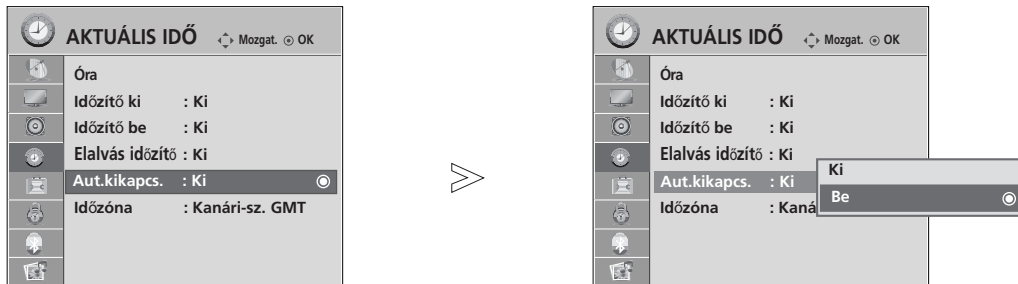 AKTUÁLIS IDŐ Mozgat. OK
Óra
Időzítő ki : Ki
Időzítő be : Ki
Elalvás időzítő : Ki
Aut.kikapcs. : Ki
Időzóna : Kanári-sz. GMT
AKTUÁLIS IDŐ Mozgat. OK
Óra
Időzítő ki : Ki
Időzítő be : Ki
Elalvás időzítő : Ki
Aut.kikapcs. : Ki
Időzóna : Kaná
Ki
Be